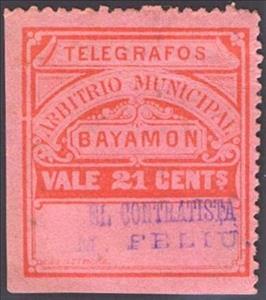 TELEGRAFOS
ARBITRIO MUNICIPAL
BAYAMON
VALE 21 CENTS
EL CONTRATISTA
M. FELIU.